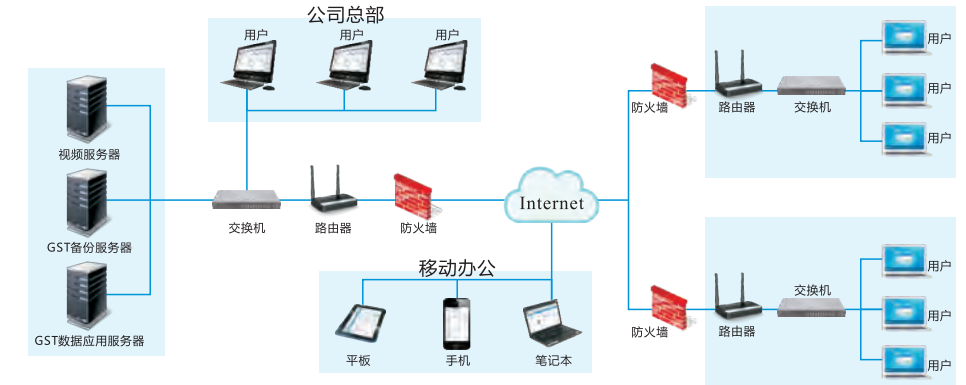 公司总部
用户
用户
用户
视频服务器
GST备份服务器
GST数据应用服务器
交换机
路由器
防火墙
Internet
移动办公
平板
手机
笔记本
防火墙
路由器
交换机
用户
用户
用户
防火墙
路由器
交换机
用户
用户
用户